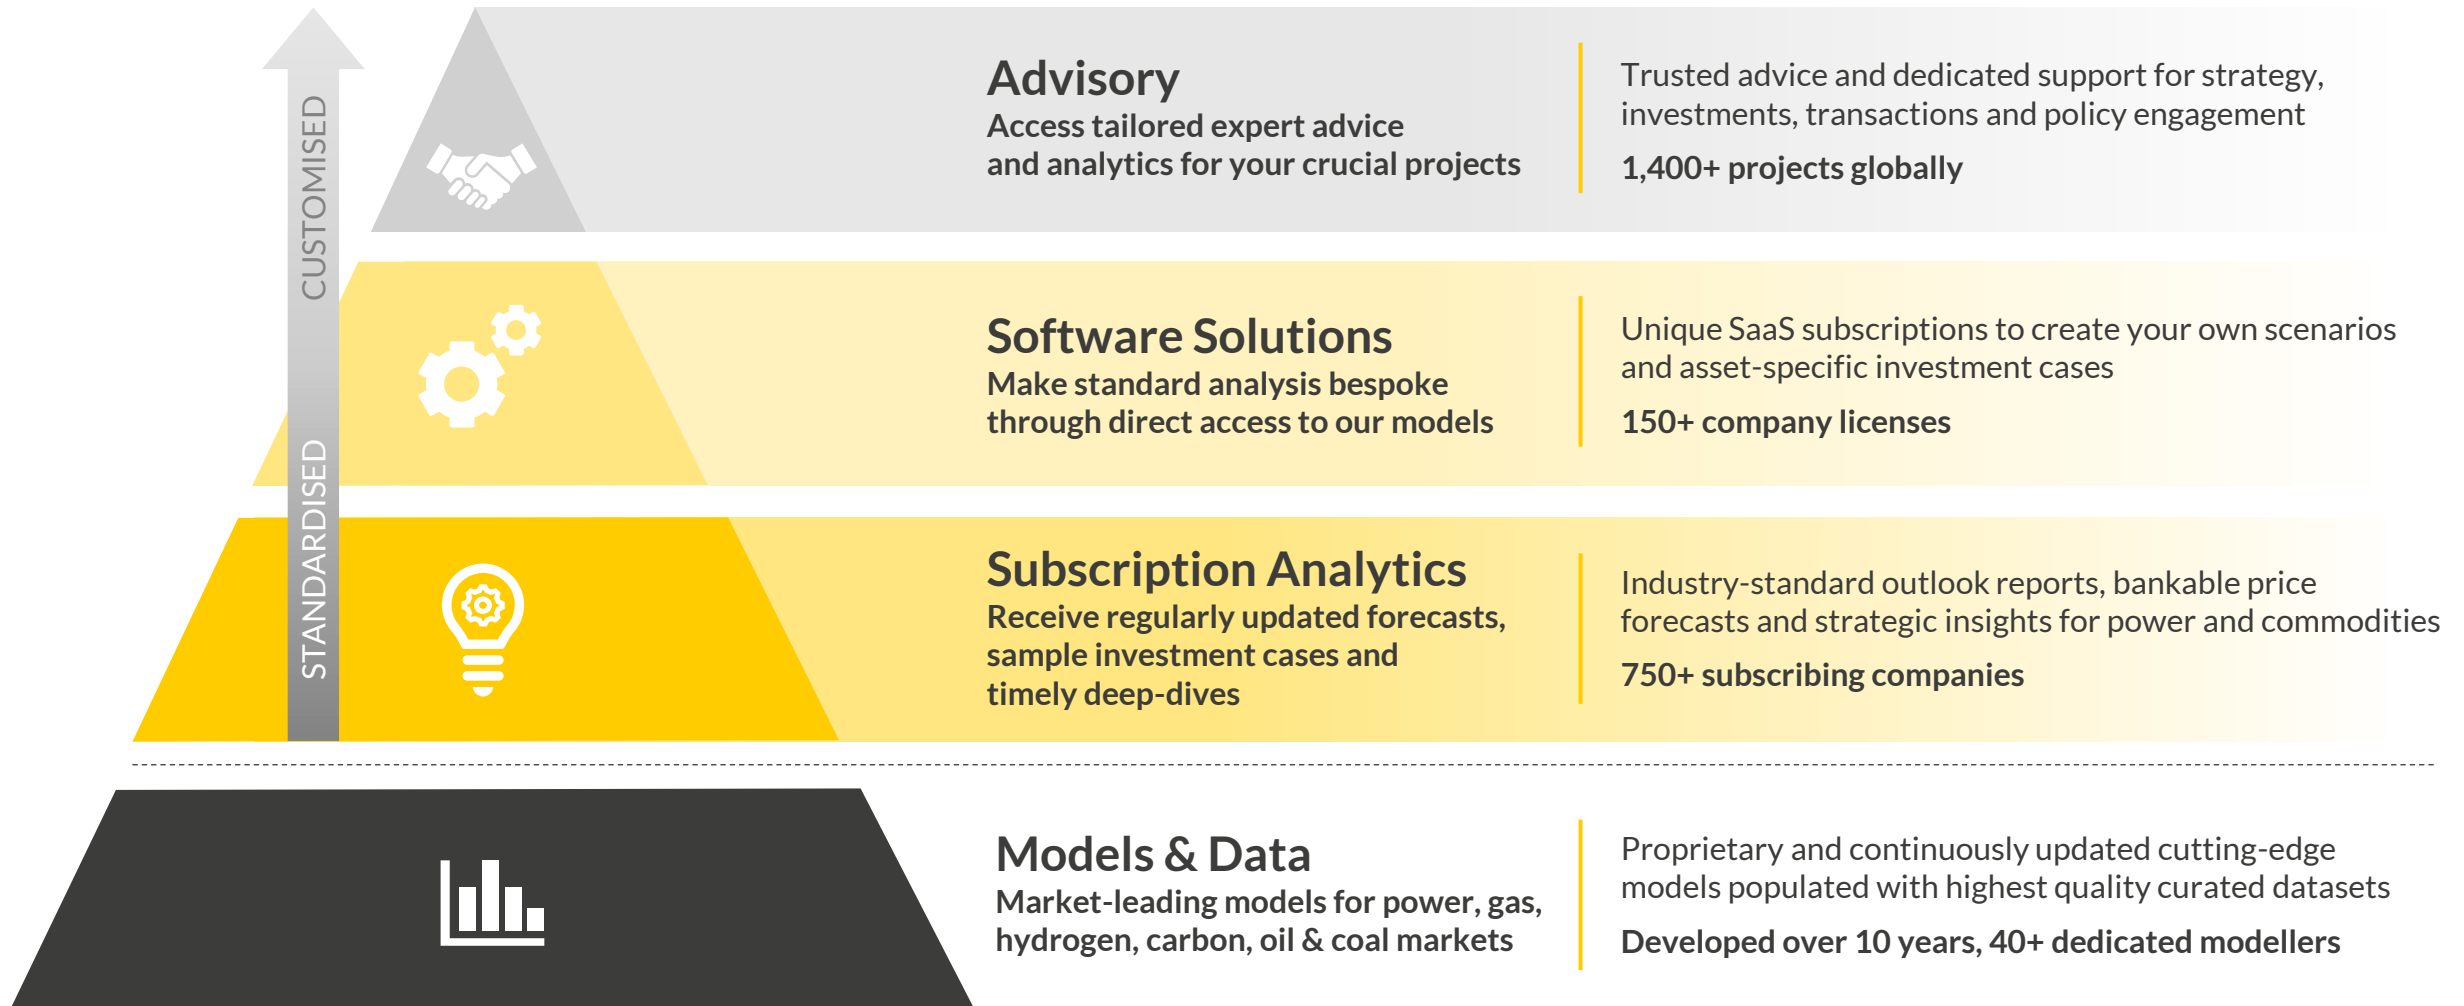 CUSTOMISED
STANDARDISED
Advisory
Access tailored expert advice
and analytics for your crucial projects
Trusted advice and dedicated support for strategy,
investments, transactions and policy engagement
1,400+ projects globally
Software Solutions
Make standard analysis bespoke
through direct access to our models
Unique SaaS subscriptions to create your own scenarios
and asset-specific investment cases
150+ company licenses
Subscription Analytics
Receive regularly updated forecasts,
sample investment cases and
timely deep-dives
Industry-standard outlook reports, bankable price
forecasts and strategic insights for power and commodities
750+ subscribing companies
Models & Data
Market-leading models for power, gas,
hydrogen, carbon, oil & coal markets
Proprietary and continuously updated cutting-edge
models populated with highest quality curated datasets
Developed over 10 years, 40+ dedicated modellers